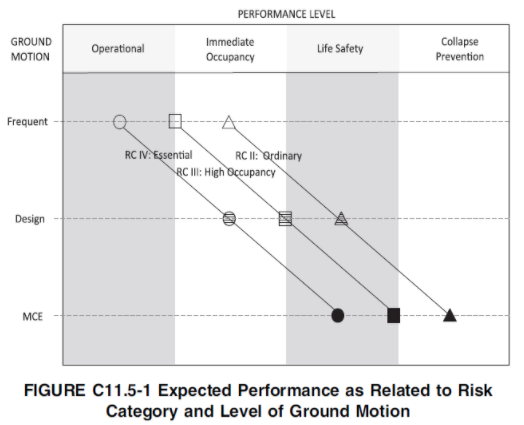 PERFORMANCE LEVEL
GROUND
MOTION
Operational
Immediate
Occupancy
Life Safety
Collapse
Prevention
Frequent
RC IV: Essential
RC II: Ordinary
RC III: High Occupancy
Design
MCE
FIGURE C11.5-1 Expected Performance as Related to Risk
Category and Level of Ground Motion